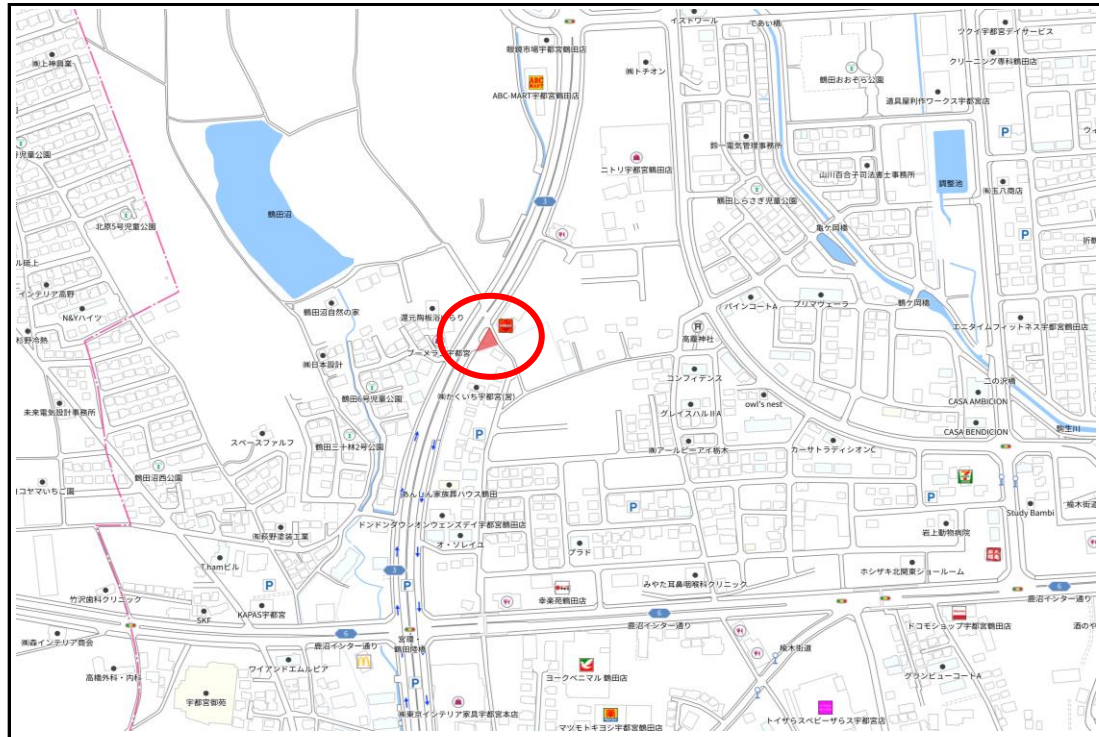 イストワール
であい橋
ツクイ宇都宮デイサービス
眼鏡市場宇都宮鶴田店
㈱上神興業
㈱トチオン
クリーニング専科鶴田店
鶴田おおぞら公園
ABC-MART宇都宮鶴田店
道具屋利作ワークス宇都宮店
P
鈴一電気管理事務所
号児童公園
ニトリ宇都宮鶴田店
山川百合子司法書士事務所
調整池
㈱玉八商店
鶴田しらさぎ児童公園
3
鶴田沼
北原5号児童公園
亀ケ岡橋
P
インテリア高野
鶴ケ岡橋
パインコートA
プリマヴェーラ
鶴田沼自然の家
還元陶板浴
N&Yハイツ
エニタイムフィットネス宇都宮鶴田店
杉野冷熱
高龗神社
ブーメラン宇都宮
㈱日本設計
コンフィデンス
二の沢橋
㈱かくいち宇都宮(営)
鶴田6号児童公園
CASA AMBICION
owl's nest
未来電気設計事務所
グレイスハルⅡA
CASA BENDICION
スペースファルフ
P
鶴田三十林2号公園
㈱アールピーアイ栃木
カーサトラディシオンC
鶴田沼西公園
あんしん家族葬ハウス鶴田
P
P
コヤマいちご園
Study Bambi
楡木街道
ドンドンダウンオンウェンズデイ宇都宮鶴田店
岩上動物病院
㈲荻野塗装工業
オ・ソレイユ
プラド
T.hamビル
3
ホシザキ北関東ショールーム
みやた耳鼻咽喉科クリニック
P
P
6
竹沢歯科クリニック
幸楽苑鶴田店
KAPAS宇都宮
SKF
6
鹿沼インター通り
ドコモショップ宇都宮鶴田店
6
鹿沼インター通り
㈱森インテリア商会
宮環
鶴田陸橋
楡木街道
ワイアンドエムルピア
ヨークベニマル 鶴田店
高橋外科・内科
グランビューコートA
P
宇都宮御苑
㈱東京インテリア家具宇都宮本店
マツモトキヨシ宇都宮鶴田店
トイザらスベビーザらス宇都宮店